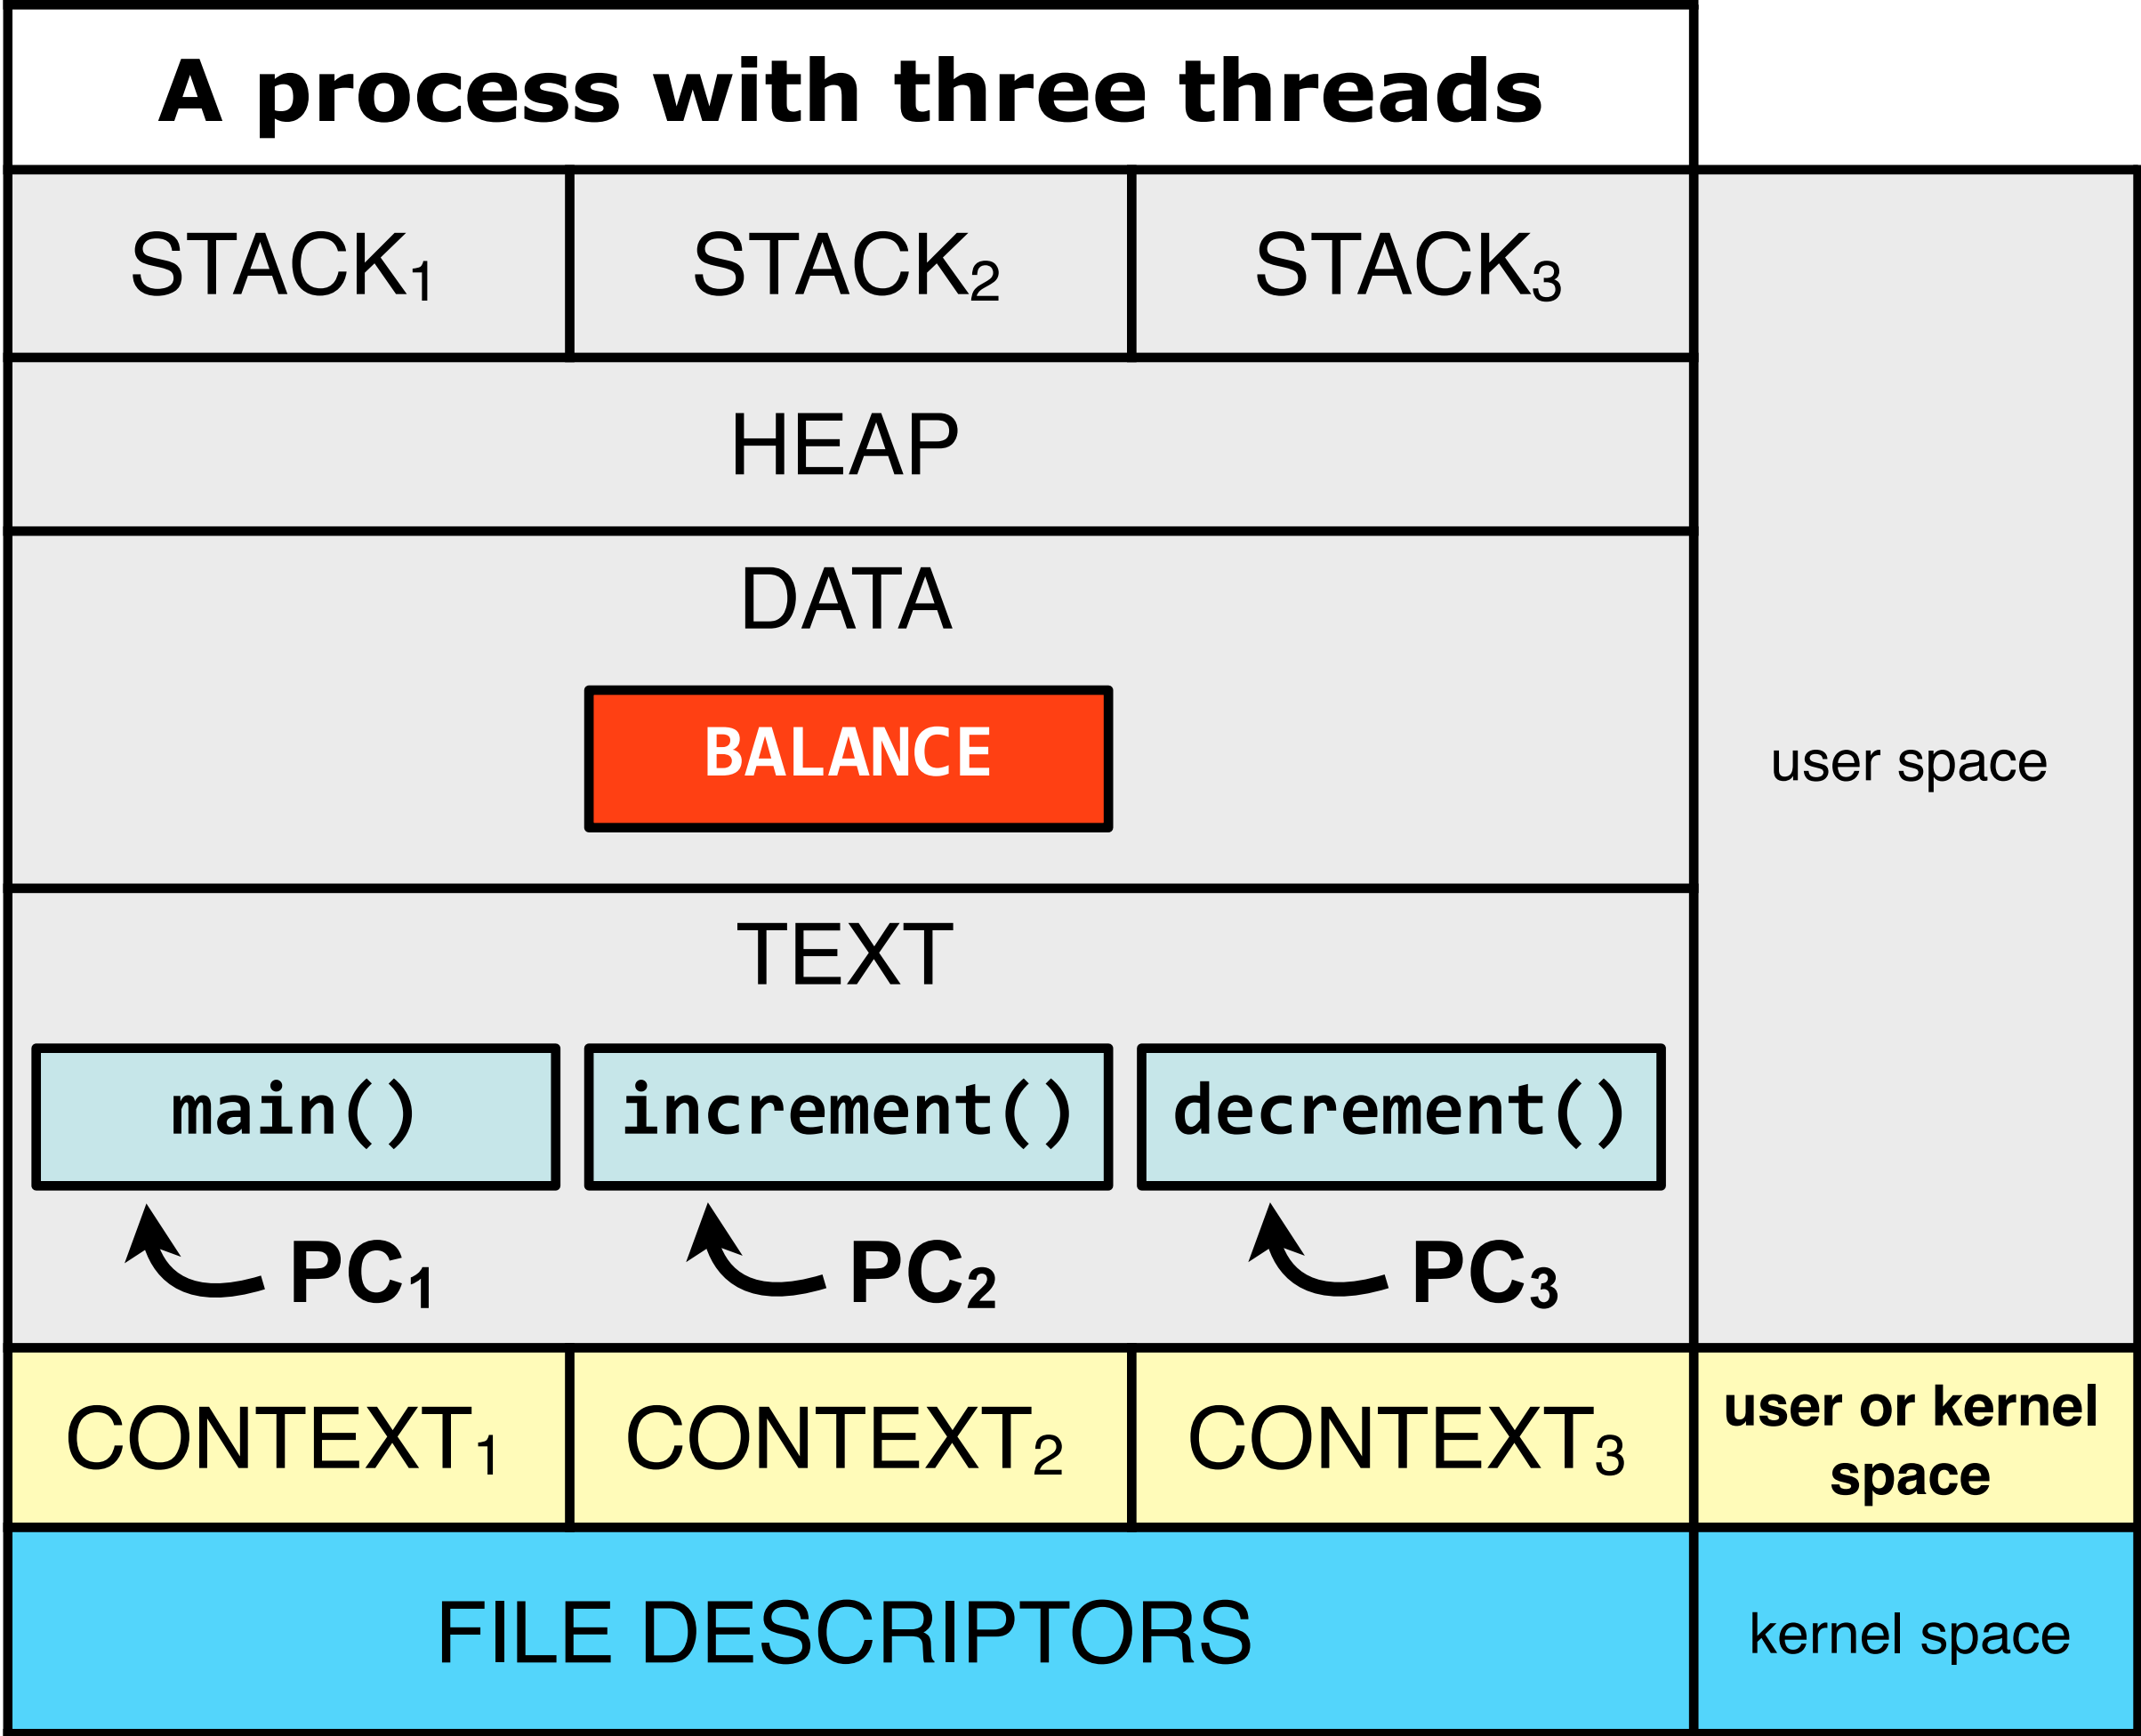 A process with three threads
STACK₁ STACK₂ STACK₃
HEAP
DATA
BALANCE
user space
TEXT
main() increment() decrement()
PC₁ PC₂ PC₃
CONTEXT₁ CONTEXT₂ CONTEXT₃
user or kernel
space
FILE DESCRIPTORS
kernel space